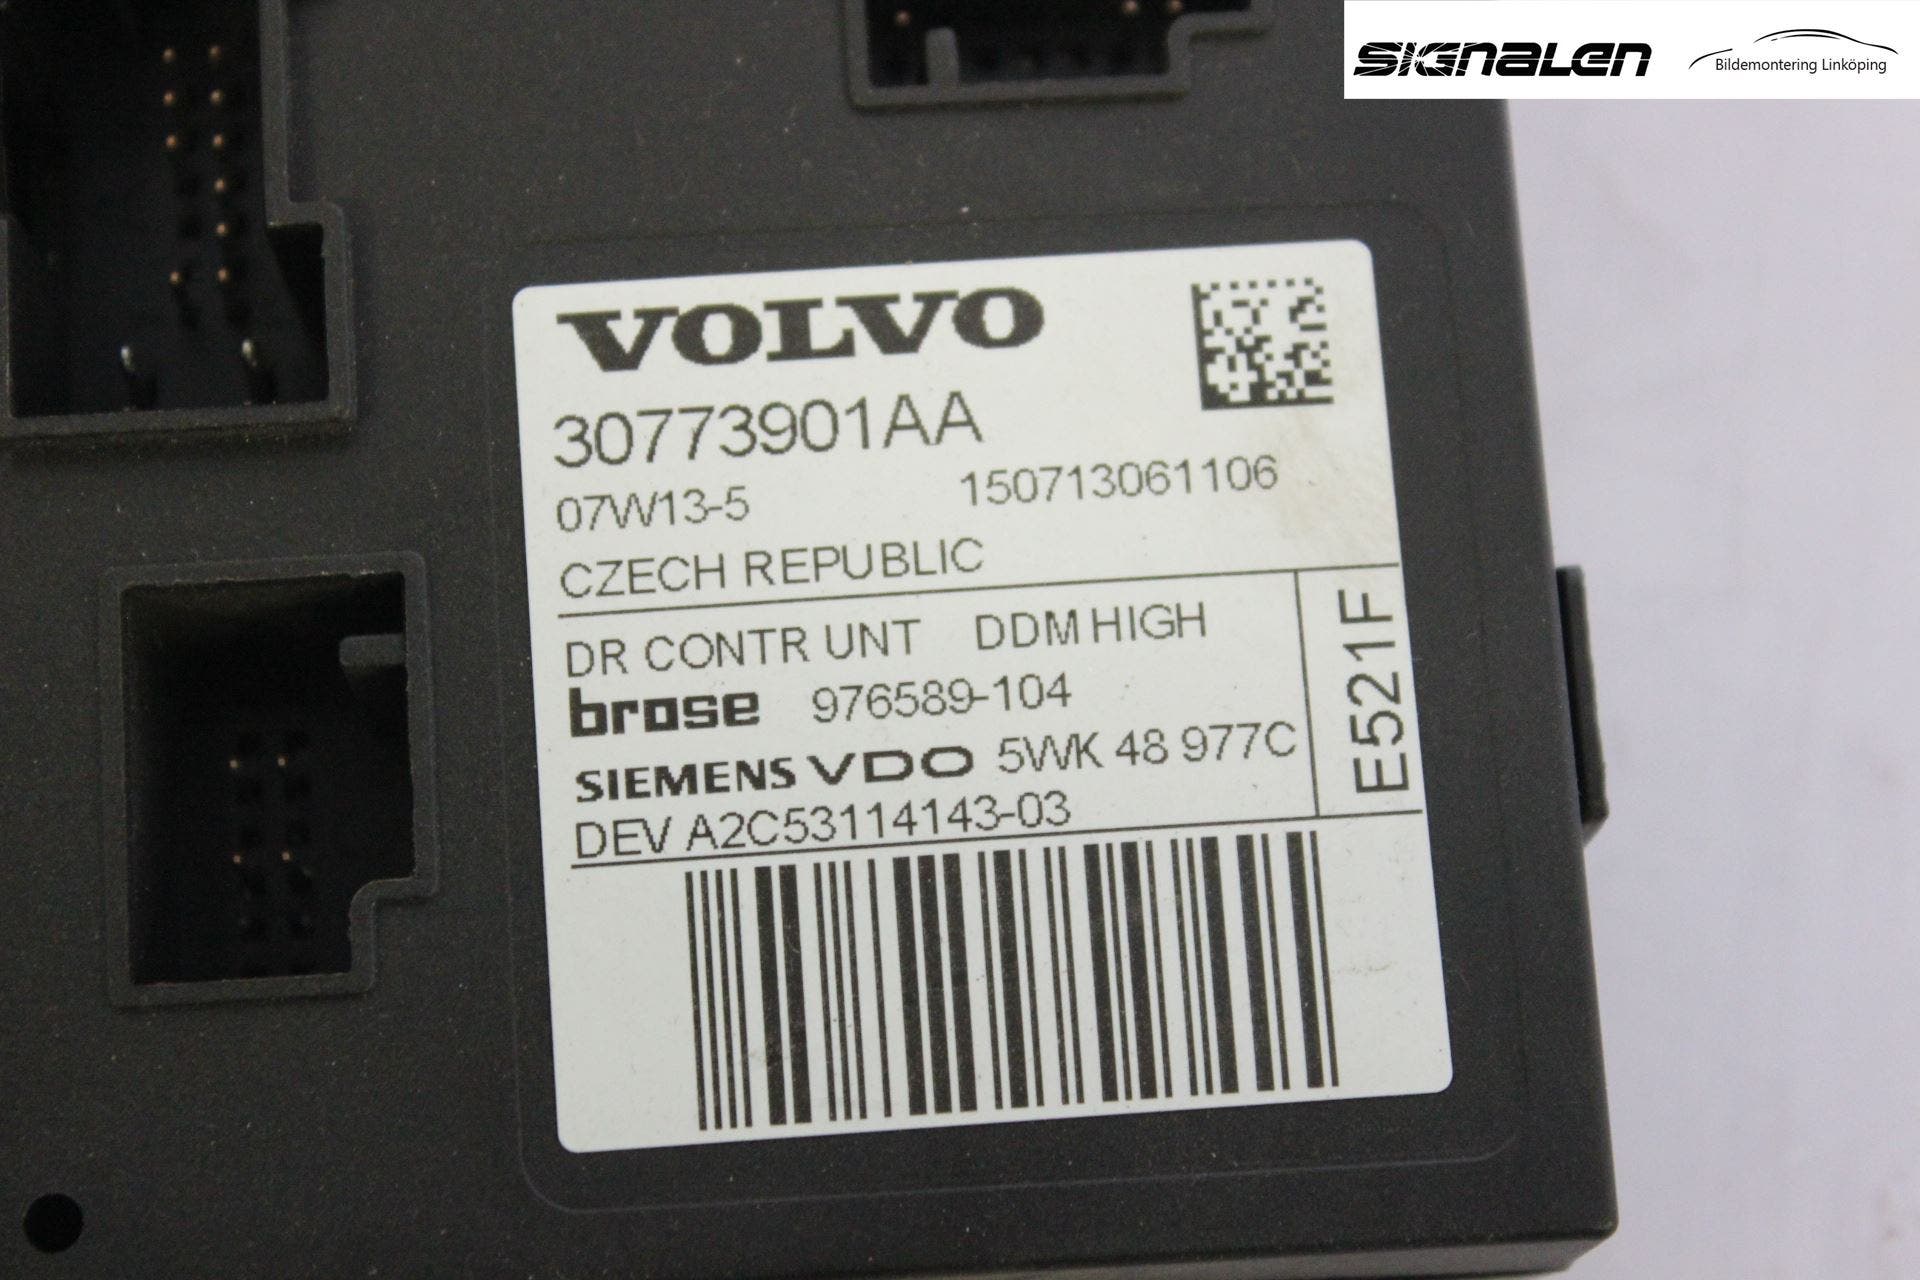 SIGNALEN
Bildemontering Linköping
VOLVO
30773901AA
07W13-5 150713061106
CZECH REPUBLIC
DR CONTR UNT DDM HIGH
brose 976589-104
SIEMENS VDO 5WK 48 977C
DEV A2C53114143-03
E521F